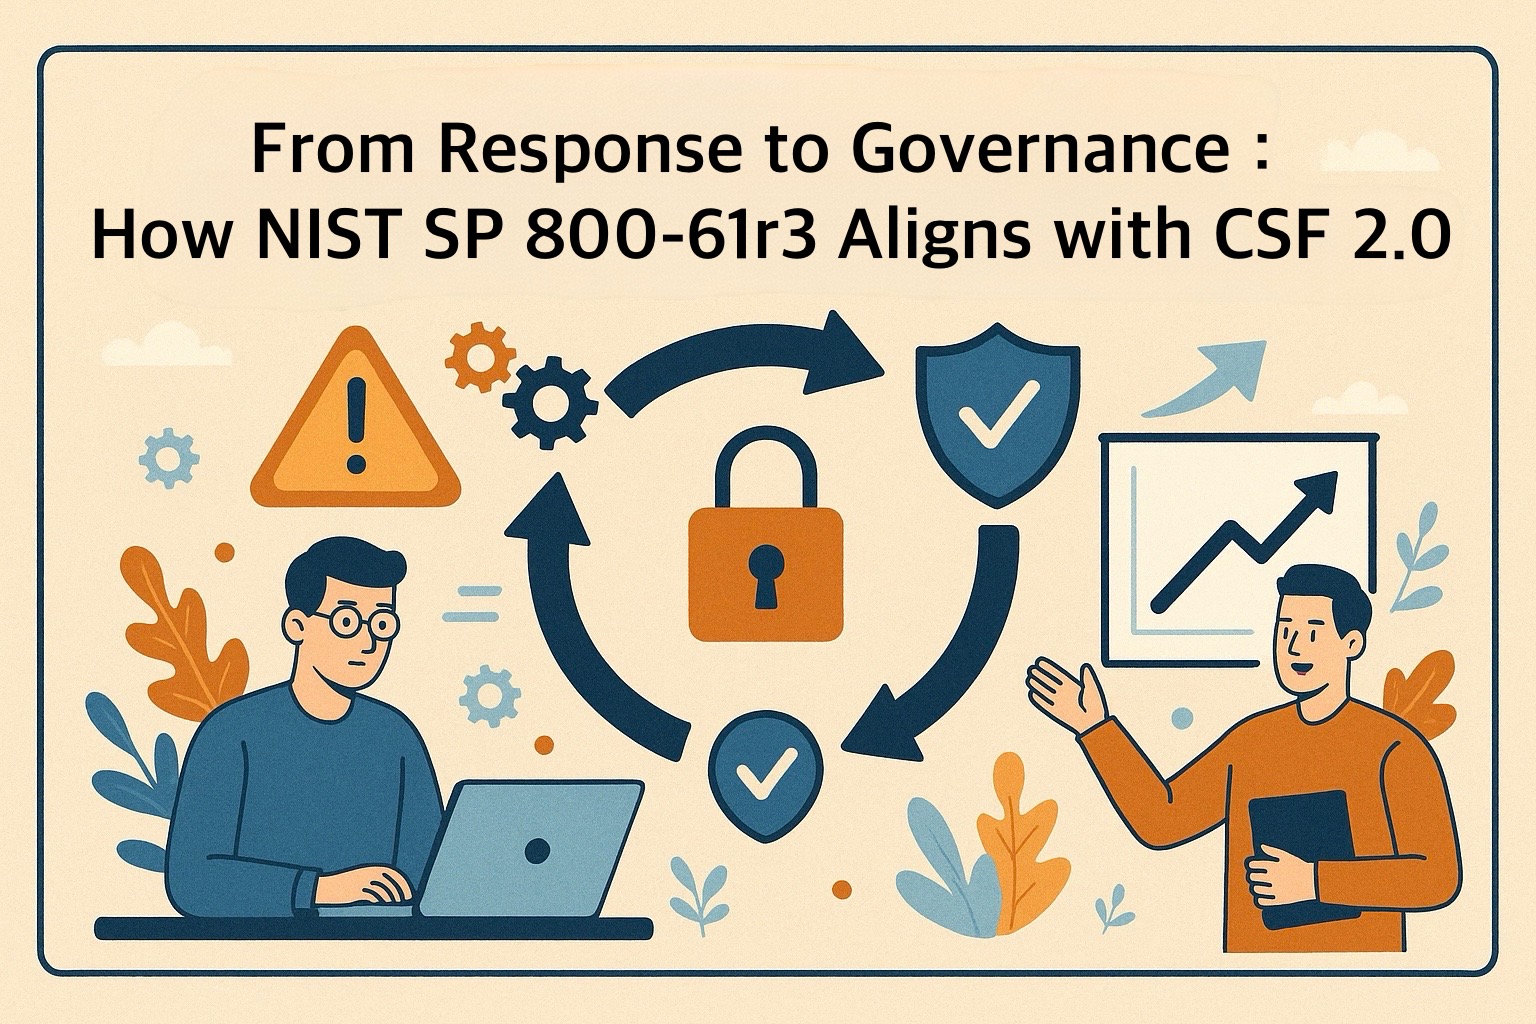 From Response to Governance :
How NIST SP 800-61r3 Aligns with CSF 2.0